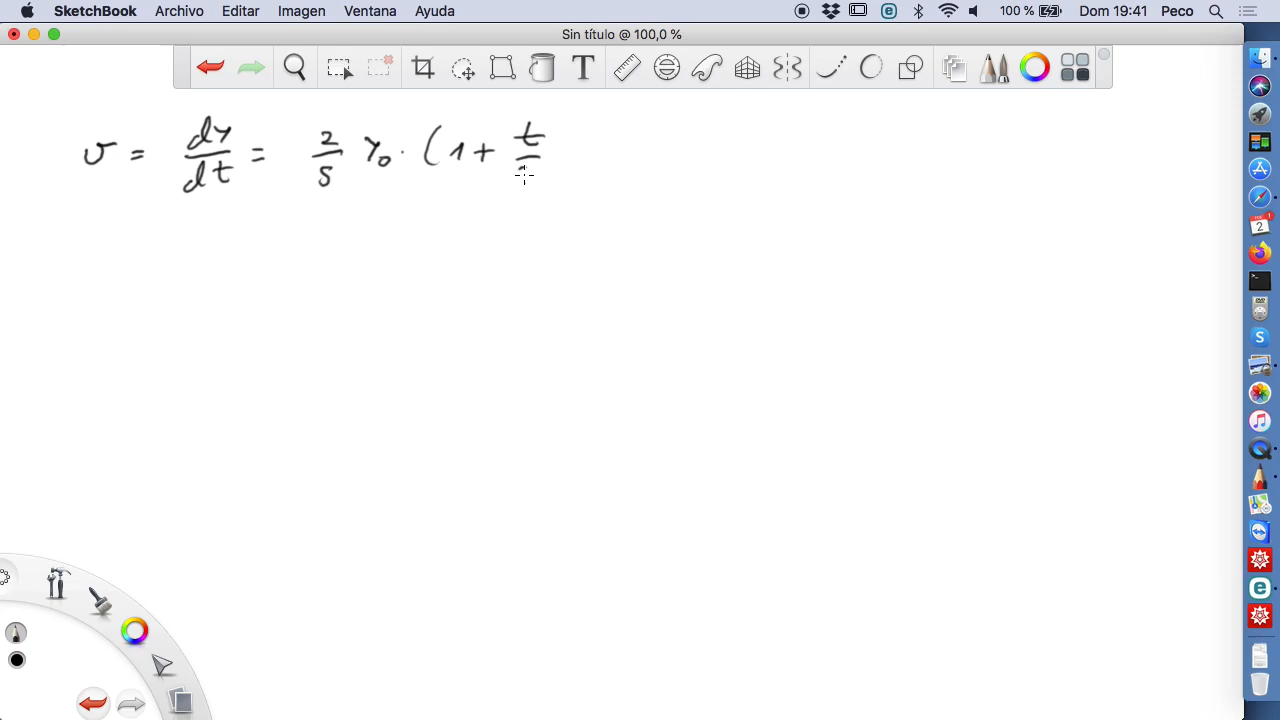 SketchBook Archivo Editar Imagen Ventana Ayuda 100 % Dom 19:41 Peco
Sin título @ 100,0 %
v = dy/dt = 2/5 y₀ · (1 + t/